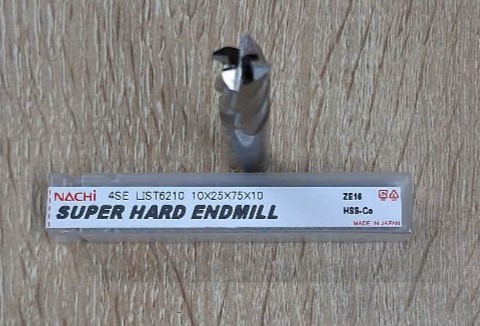 NACHI 4SE LIST6210 10X25X75X10 ZE16
SUPER HARD ENDMILL HSS-Co
MADE IN JAPAN